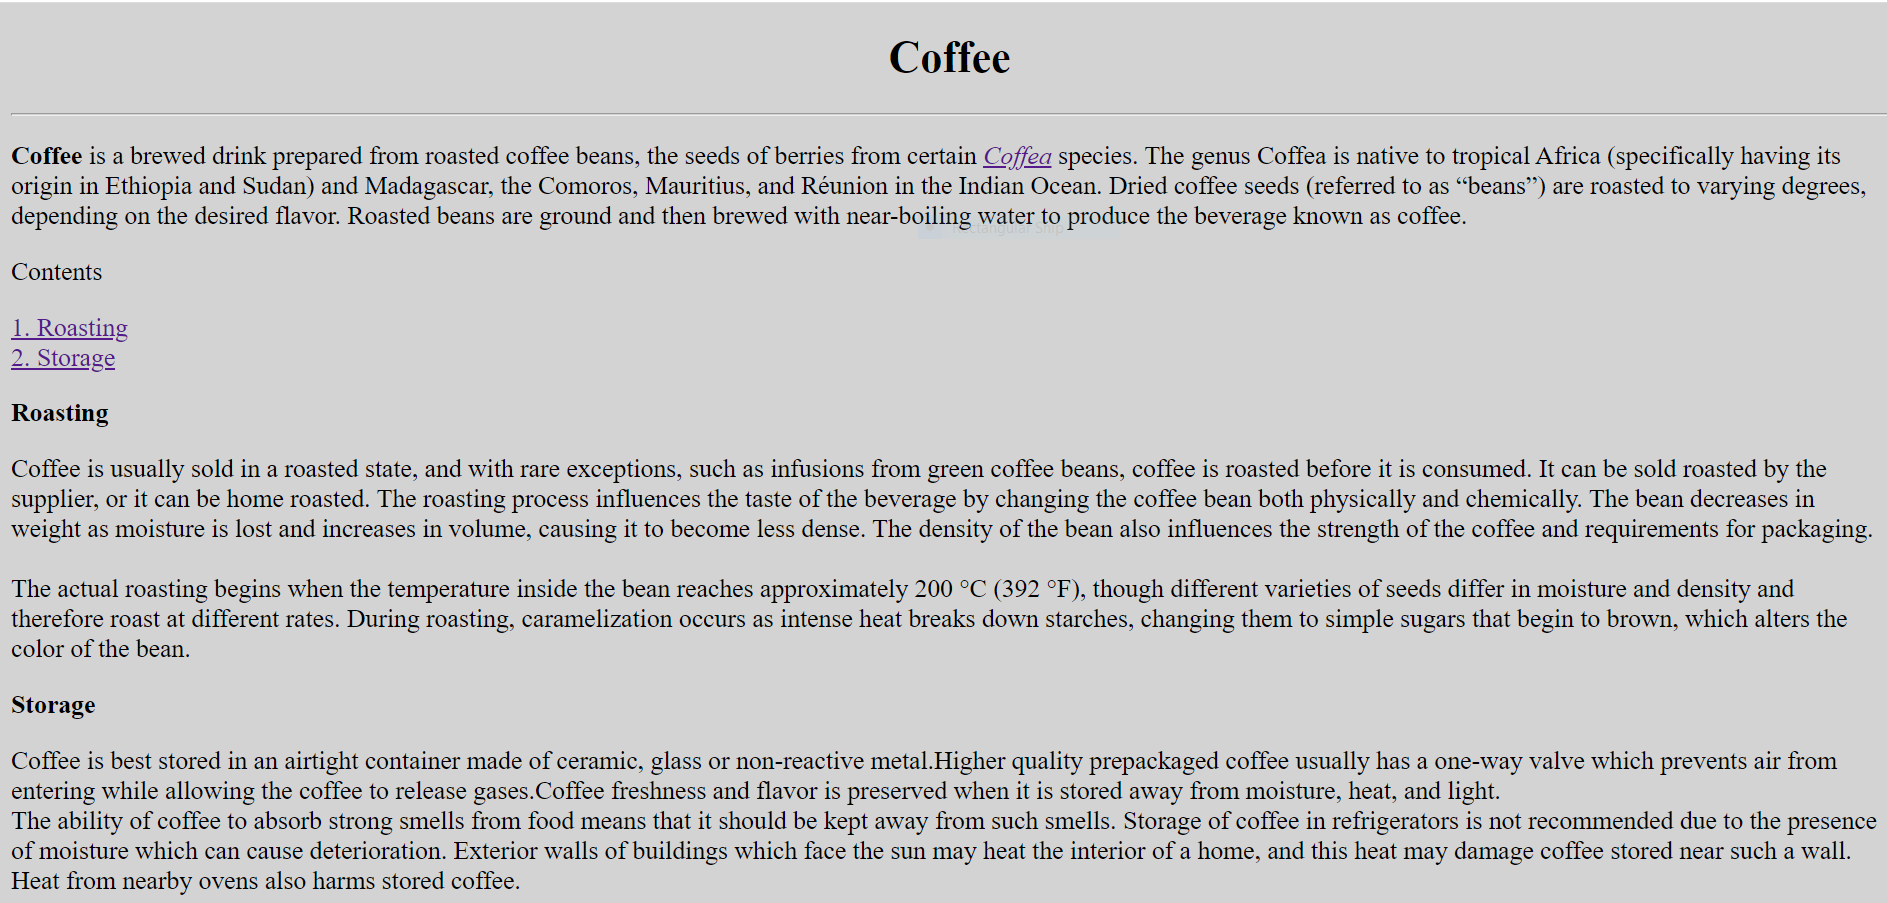 Coffee
Coffee is a brewed drink prepared from roasted coffee beans, the seeds of berries from certain Coffea species. The genus Coffea is native to tropical Africa (specifically having its
origin in Ethiopia and Sudan) and Madagascar, the Comoros, Mauritius, and Réunion in the Indian Ocean. Dried coffee seeds (referred to as “beans”) are roasted to varying degrees,
depending on the desired flavor. Roasted beans are ground and then brewed with near-boiling water to produce the beverage known as coffee.
Rectangular Snip
Contents
1. Roasting
2. Storage
Roasting
Coffee is usually sold in a roasted state, and with rare exceptions, such as infusions from green coffee beans, coffee is roasted before it is consumed. It can be sold roasted by the
supplier, or it can be home roasted. The roasting process influences the taste of the beverage by changing the coffee bean both physically and chemically. The bean decreases in
weight as moisture is lost and increases in volume, causing it to become less dense. The density of the bean also influences the strength of the coffee and requirements for packaging.
The actual roasting begins when the temperature inside the bean reaches approximately 200 °C (392 °F), though different varieties of seeds differ in moisture and density and
therefore roast at different rates. During roasting, caramelization occurs as intense heat breaks down starches, changing them to simple sugars that begin to brown, which alters the
color of the bean.
Storage
Coffee is best stored in an airtight container made of ceramic, glass or non-reactive metal.Higher quality prepackaged coffee usually has a one-way valve which prevents air from
entering while allowing the coffee to release gases.Coffee freshness and flavor is preserved when it is stored away from moisture, heat, and light.
The ability of coffee to absorb strong smells from food means that it should be kept away from such smells. Storage of coffee in refrigerators is not recommended due to the presence
of moisture which can cause deterioration. Exterior walls of buildings which face the sun may heat the interior of a home, and this heat may damage coffee stored near such a wall.
Heat from nearby ovens also harms stored coffee.